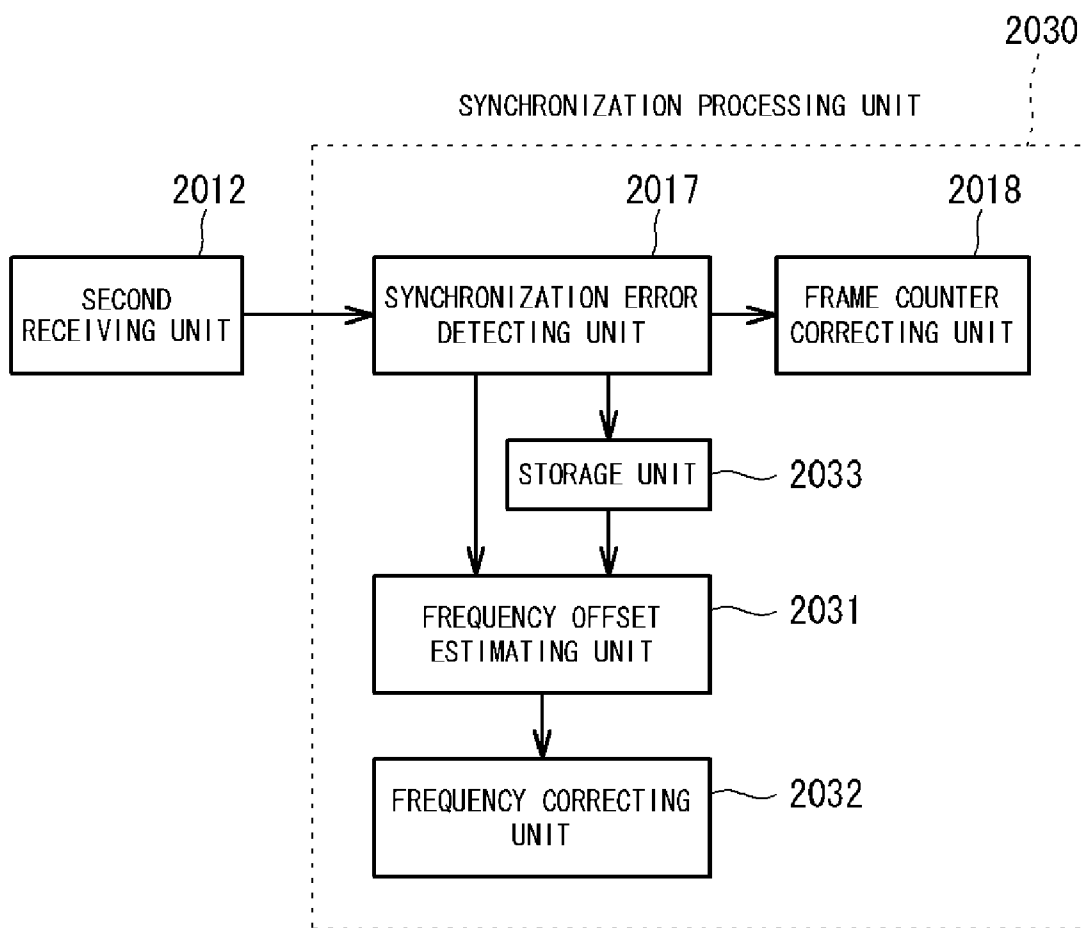 2030
SYNCHRONIZATION PROCESSING UNIT
2012
2017
2018
SECOND
RECEIVING UNIT
SYNCHRONIZATION ERROR
DETECTING UNIT
FRAME COUNTER
CORRECTING UNIT
STORAGE UNIT
2033
FREQUENCY OFFSET
ESTIMATING UNIT
2031
FREQUENCY CORRECTING
UNIT
2032